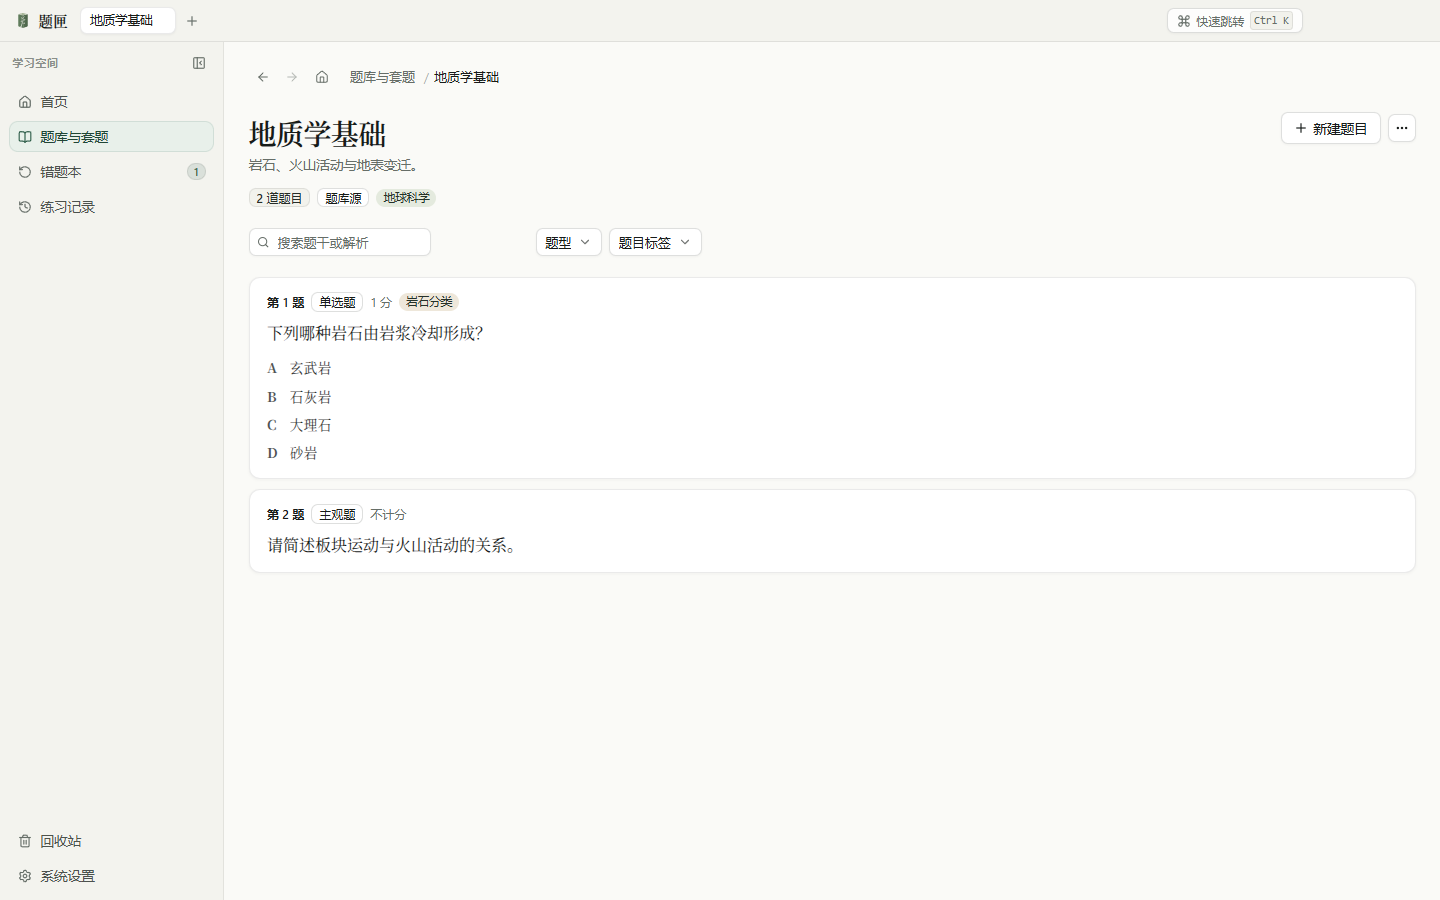 题匣 地质学基础 快速跳转 Ctrl K
学习空间
首页
题库与套题
错题本 1
练习记录
回收站
系统设置
题库与套题 / 地质学基础
地质学基础
新建题目
岩石、火山活动与地表变迁。
2 道题目 题库源 地球科学
搜索题干或解析 题型 题目标签
第 1 题 单选题 1 分 岩石分类
下列哪种岩石由岩浆冷却形成？
A 玄武岩
B 石灰岩
C 大理石
D 砂岩
第 2 题 主观题 不计分
请简述板块运动与火山活动的关系。